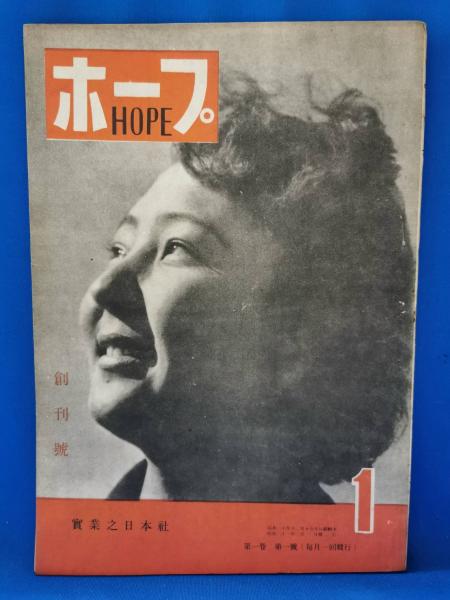 ホープ
HOPE
創刊號
1
實業之日本社
第一巻 第一號(毎月一回發行)